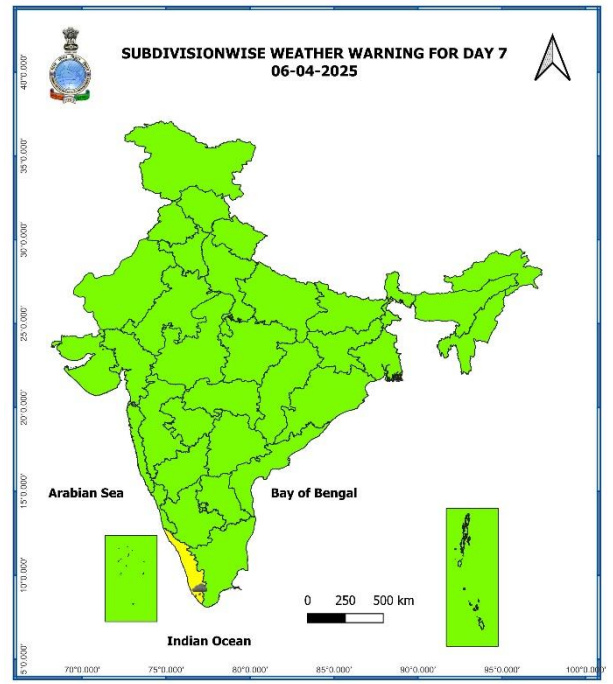 SUBDIVISIONWISE WEATHER WARNING FOR DAY 7
06-04-2025
40°0.000'
35°0.000'
30°0.000'
25°0.000'
20°0.000'
15°0.000'
10°0.000'
5°0.000'
Arabian Sea
Bay of Bengal
0 250 500 km
Indian Ocean
70°0.000' 75°0.000' 80°0.000' 85°0.000' 90°0.000' 95°0.000' 100°0.000'